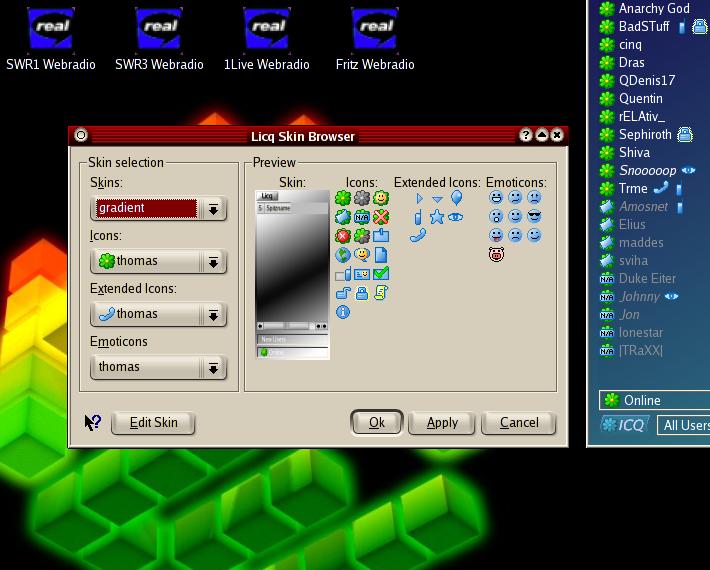 real
real
real
real
SWR1 Webradio
SWR3 Webradio
1Live Webradio
Fritz Webradio
Licq Skin Browser
Skin selection
Skins:
gradient
Icons:
thomas
Extended Icons:
thomas
Emoticons
thomas
Preview
Skin:
Icons:
Extended Icons:
Emoticons:
Licq
S Spitzname
New Users
Online
N/A
Edit Skin
Ok
Apply
Cancel
Anarchy God
BadSTuff
cinq
Dras
QDenis17
Quentin
rELAtiv_
Sephiroth
Shiva
Snooooop
Trme
Amosnet
Elius
maddes
sviha
N/A Duke Eiter
N/A Johnny
N/A Jon
N/A lonestar
N/A |TRaXX|
Online
ICQ
All Users